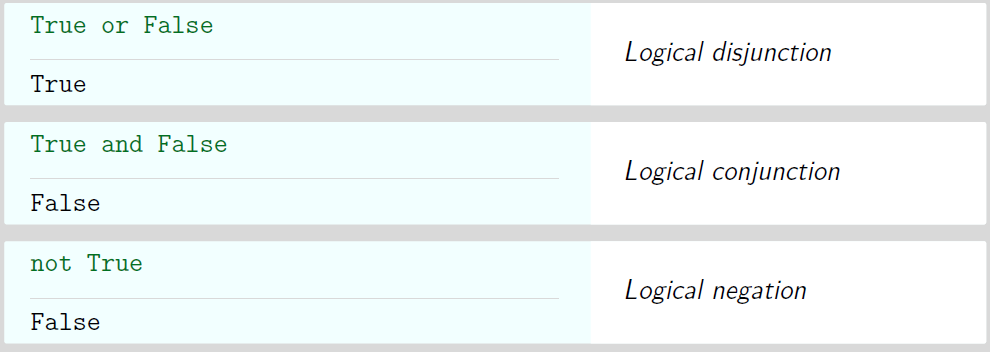 True or False
Logical disjunction
True
True and False
Logical conjunction
False
not True
Logical negation
False